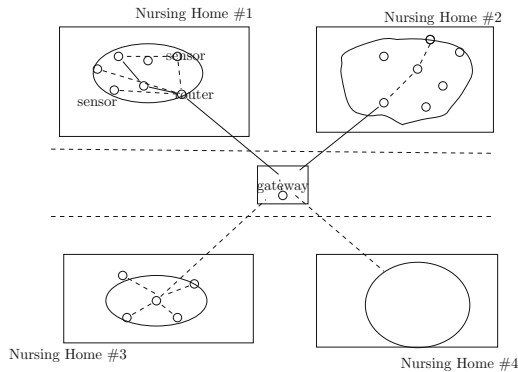 Nursing Home #1
Nursing Home #2
sensor
sensor
router
gateway
Nursing Home #3
Nursing Home #4